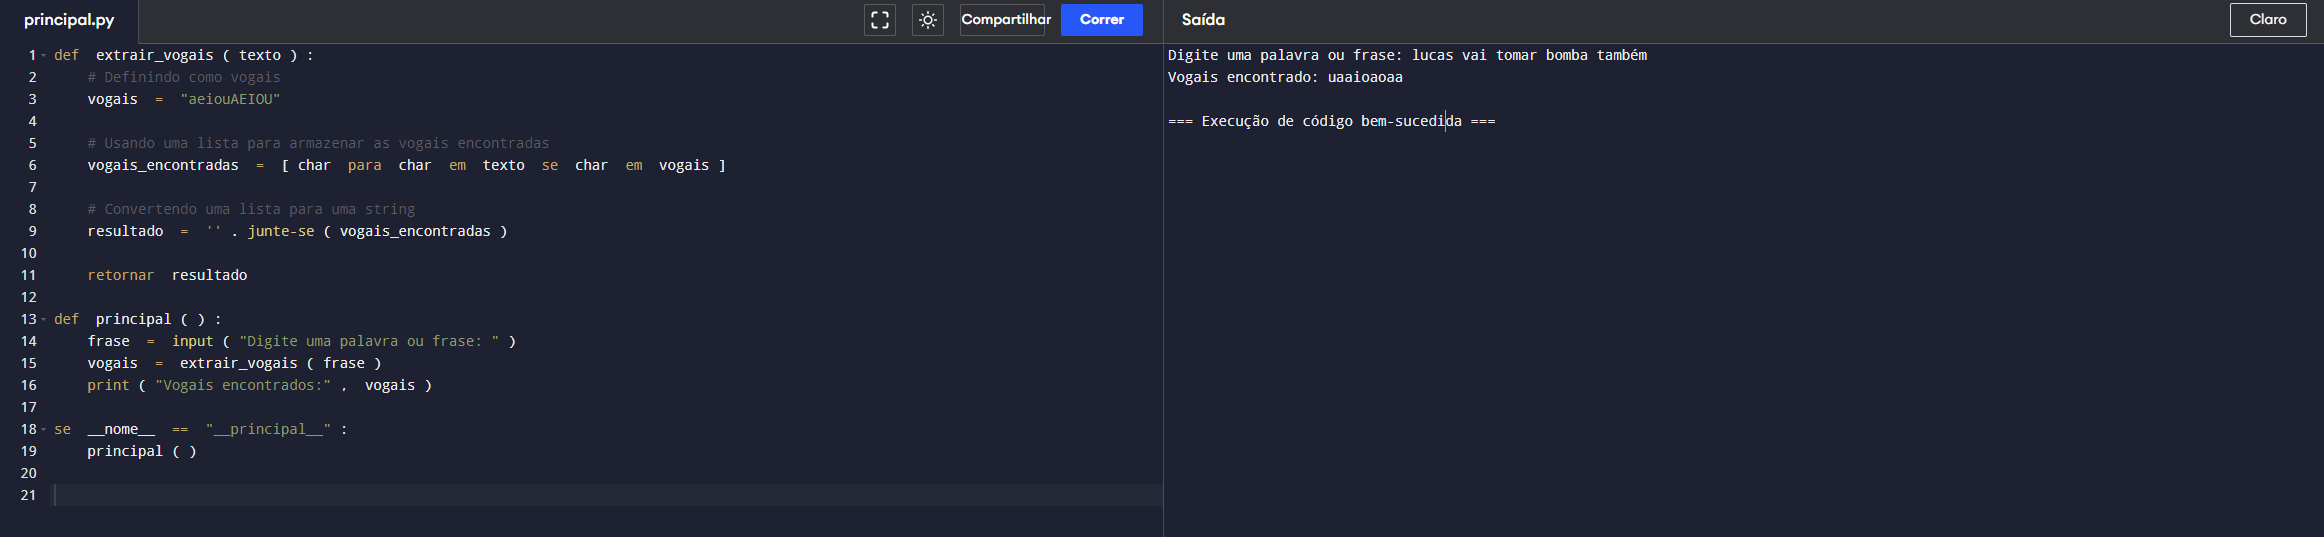 principal.py
Compartilhar
Correr
1 def extrair_vogais ( texto ) :
2 # Definindo como vogais
3 vogais = "aeiouAEIOU"
4
5 # Usando uma lista para armazenar as vogais encontradas
6 vogais_encontradas = [ char para char em texto se char em vogais ]
7
8 # Convertendo uma lista para uma string
9 resultado = '' . junte-se ( vogais_encontradas )
10
11 retornar resultado
12
13 def principal ( ) :
14 frase = input ( "Digite uma palavra ou frase: " )
15 vogais = extrair_vogais ( frase )
16 print ( "Vogais encontrados:" , vogais )
17
18 se __nome__ == "__principal__" :
19 principal ( )
20
21
Saída
Claro
Digite uma palavra ou frase: lucas vai tomar bomba também
Vogais encontrado: uaaioaoaa
=== Execução de código bem-sucedida ===